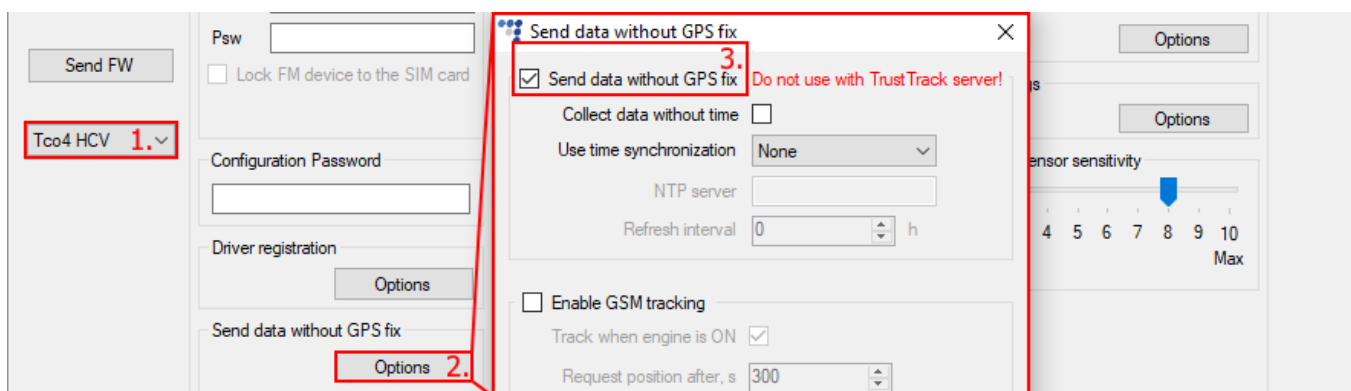 Send FW
Tco4 HCV 1.
Psw
Lock FM device to the SIM card
Configuration Password
Driver registration
Options
Send data without GPS fix
Options 2.
Send data without GPS fix
3.
Send data without GPS fix Do not use with TrustTrack server!
Collect data without time
Use time synchronization None
NTP server
Refresh interval 0 h
Enable GSM tracking
Track when engine is ON
Request position after, s 300
Options
gs
Options
ensor sensitivity
4 5 6 7 8 9 10
Max